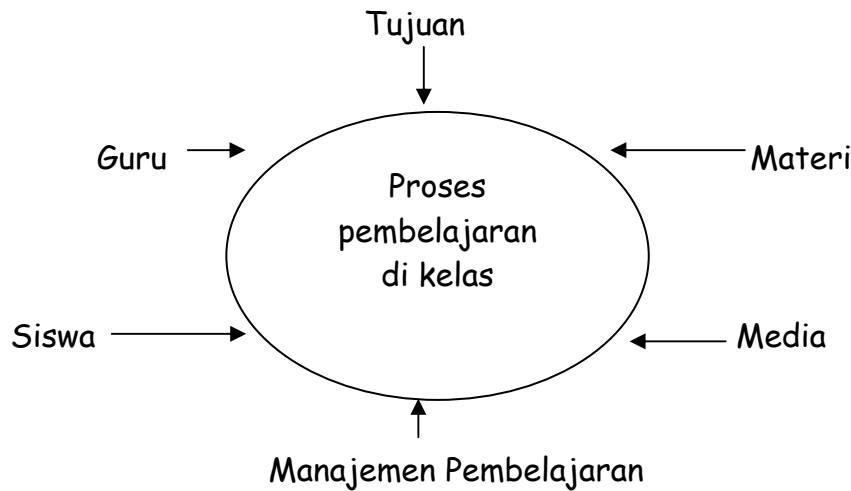 Tujuan
Guru
Materi
Proses
pembelajaran
di kelas
Siswa
Media
Manajemen Pembelajaran